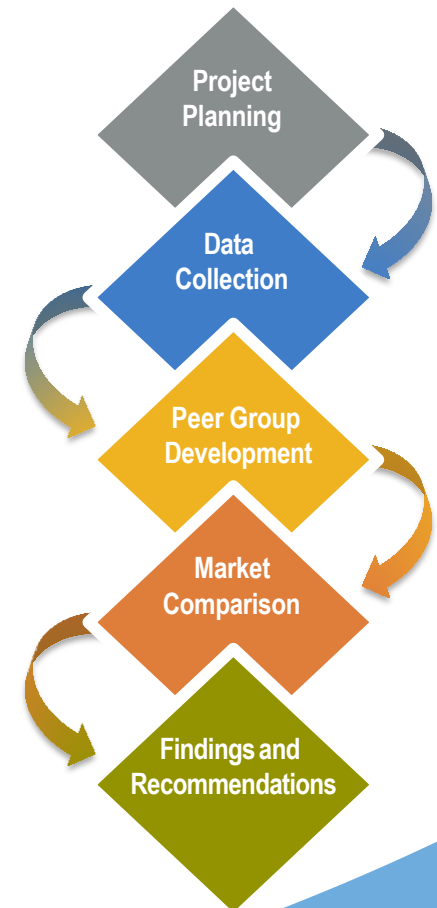 Project
Planning
Data
Collection
Peer Group
Development
Market
Comparison
Findings and
Recommendations